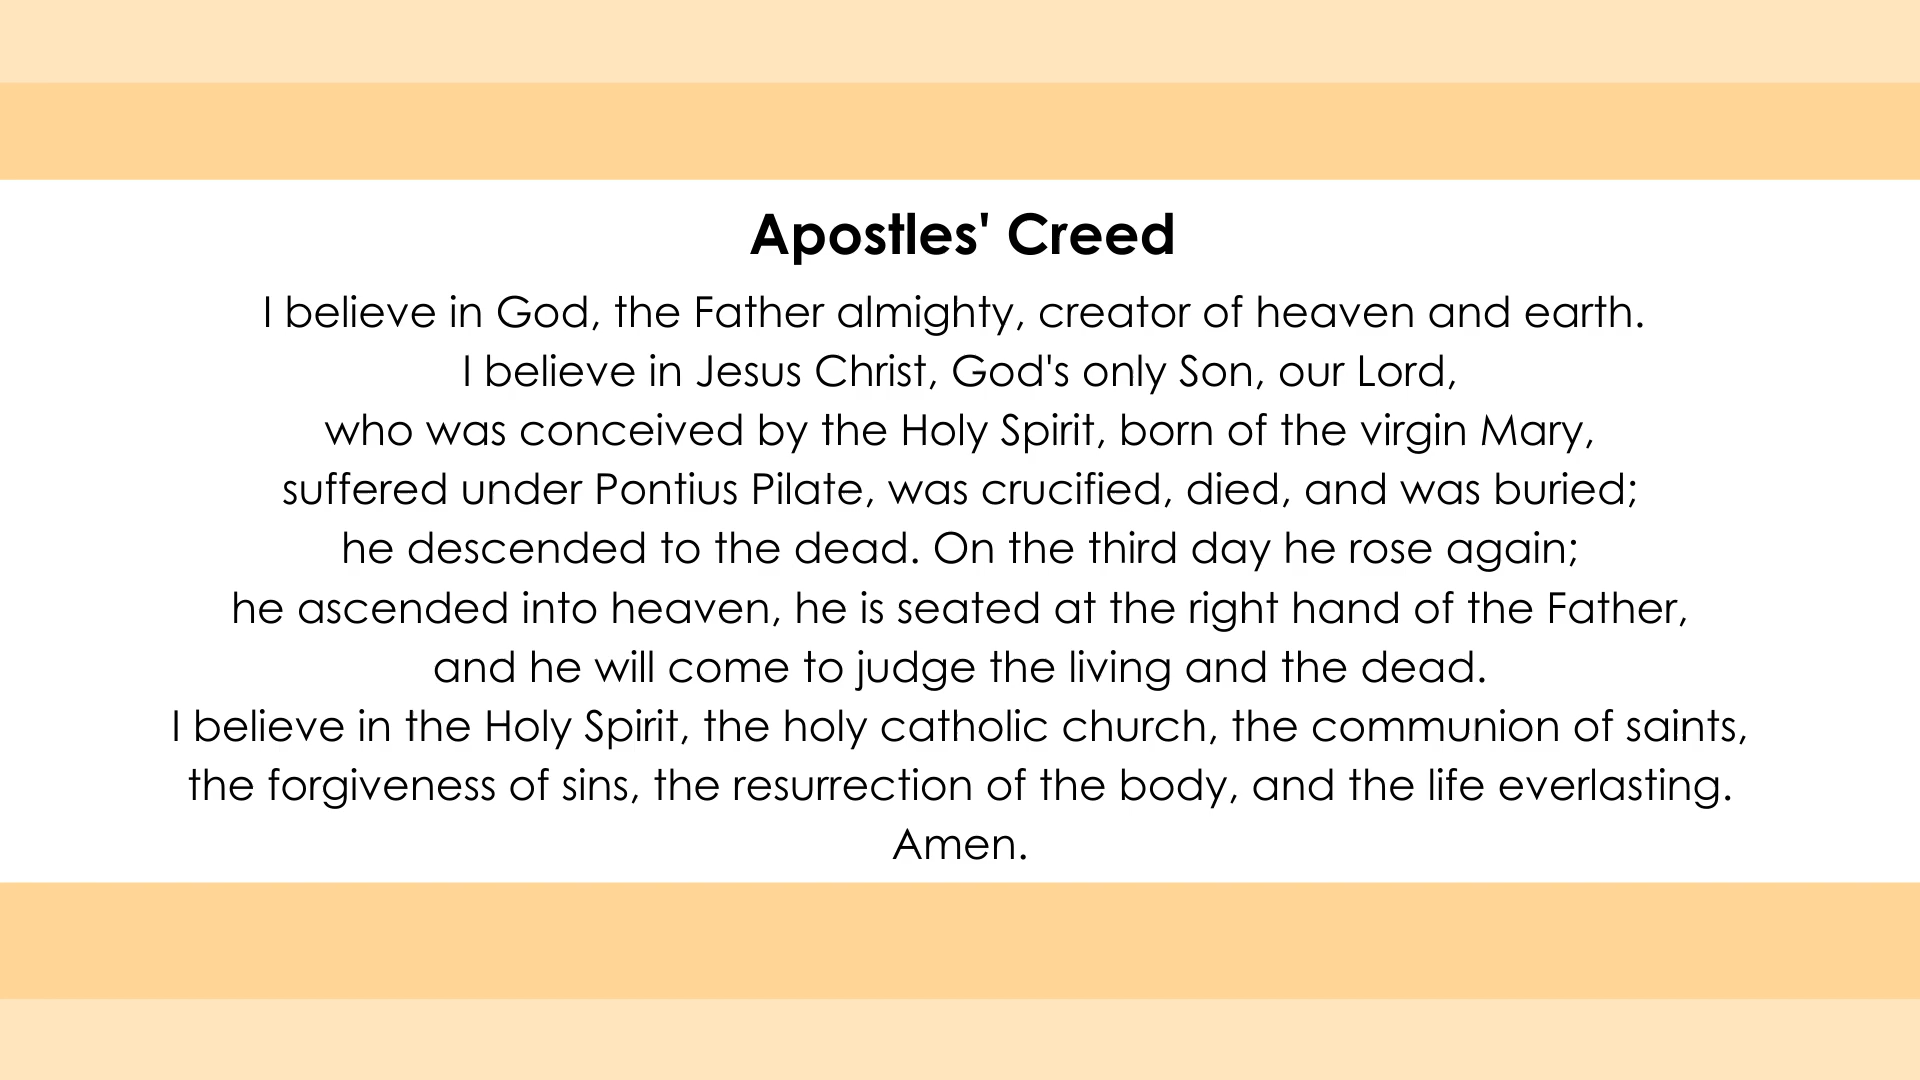 Apostles' Creed
I believe in God, the Father almighty, creator of heaven and earth.
I believe in Jesus Christ, God's only Son, our Lord,
who was conceived by the Holy Spirit, born of the virgin Mary,
suffered under Pontius Pilate, was crucified, died, and was buried;
he descended to the dead. On the third day he rose again;
he ascended into heaven, he is seated at the right hand of the Father,
and he will come to judge the living and the dead.
I believe in the Holy Spirit, the holy catholic church, the communion of saints,
the forgiveness of sins, the resurrection of the body, and the life everlasting.
Amen.